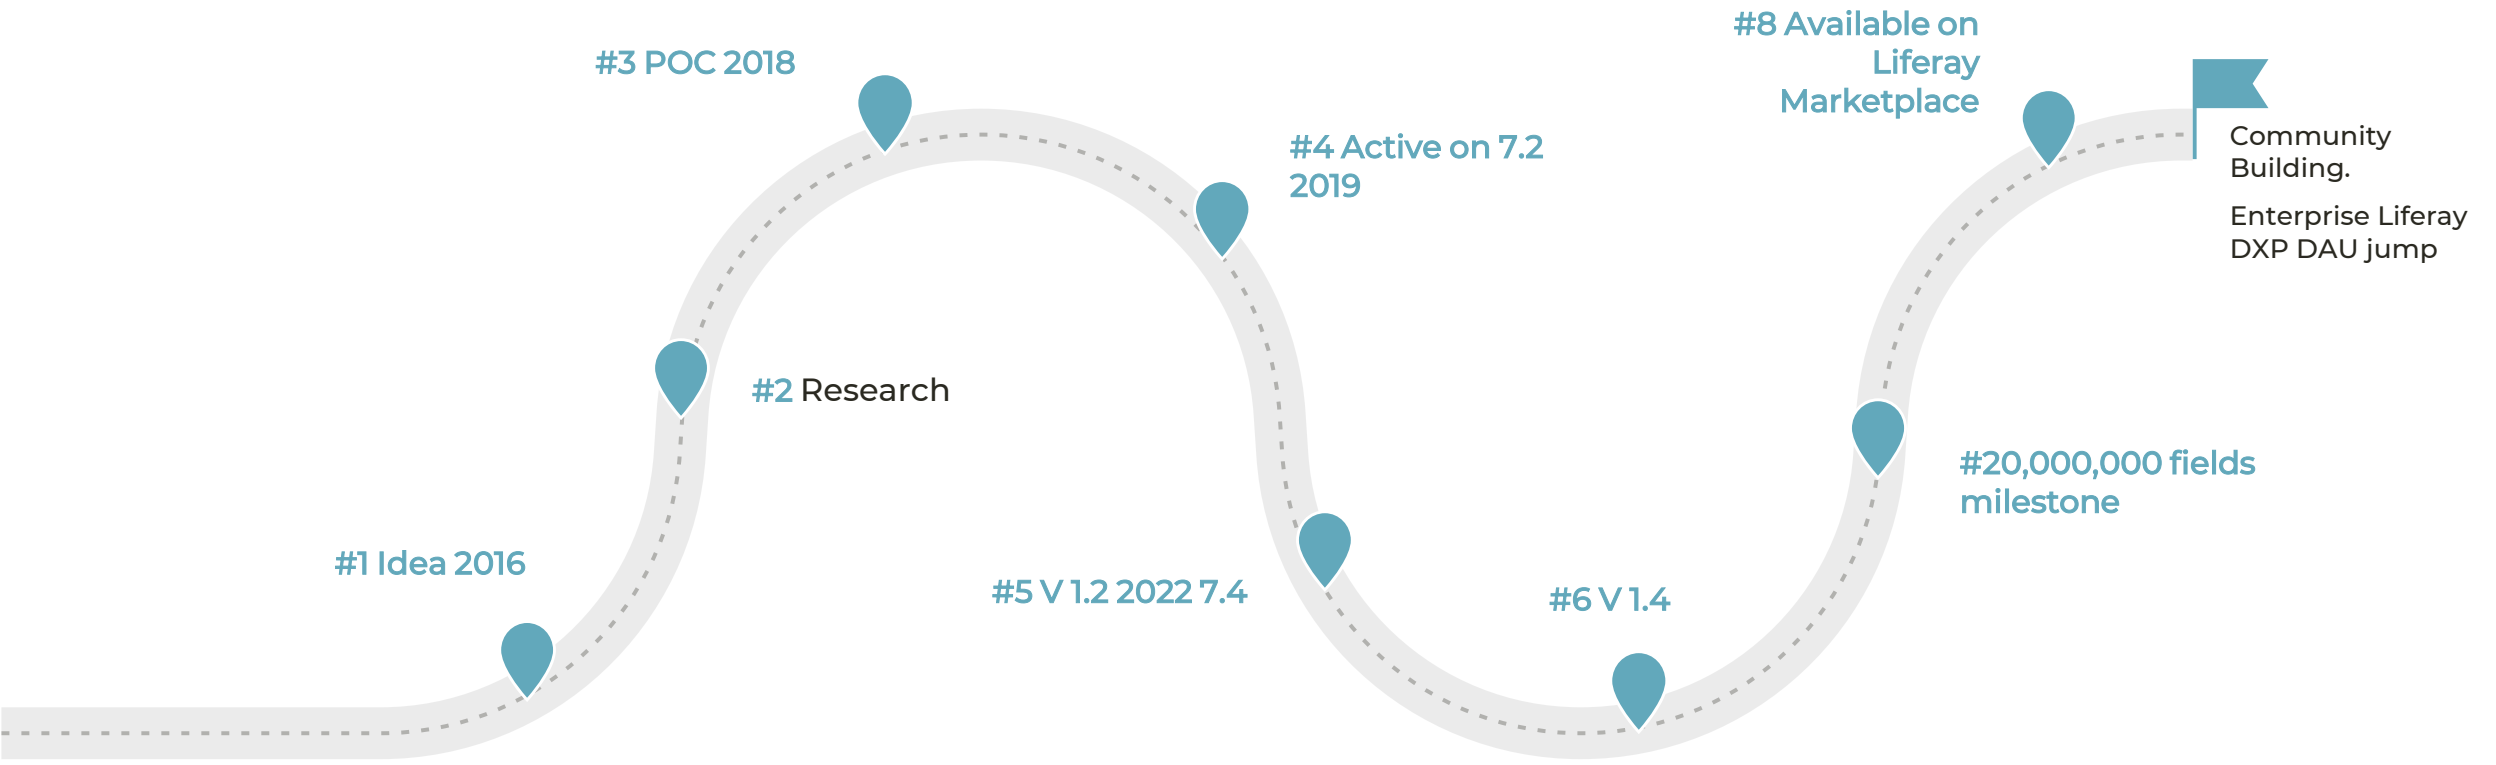 #1 Idea 2016
#2 Research
#3 POC 2018
#4 Active on 7.2
2019
#5 V 1.2 2022 7.4
#6 V 1.4
#20,000,000 fields
milestone
#8 Available on
Liferay
Marketplace
Community
Building.
Enterprise Liferay
DXP DAU jump